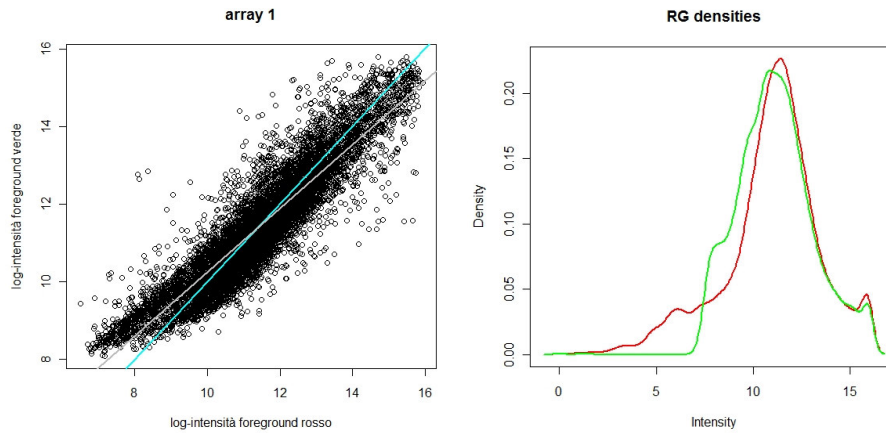 array 1
16
14
12
10
8
log-intensità foreground verde
8 10 12 14 16
log-intensità foreground rosso
RG densities
0.20
0.15
0.10
0.05
0.00
Density
0 5 10 15
Intensity